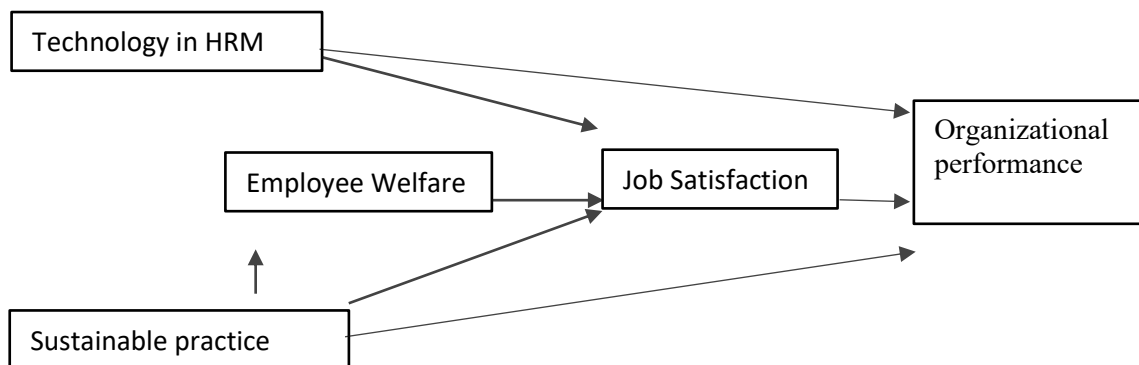 Technology in HRM
Organizational
performance
Employee Welfare
Job Satisfaction
Sustainable practice